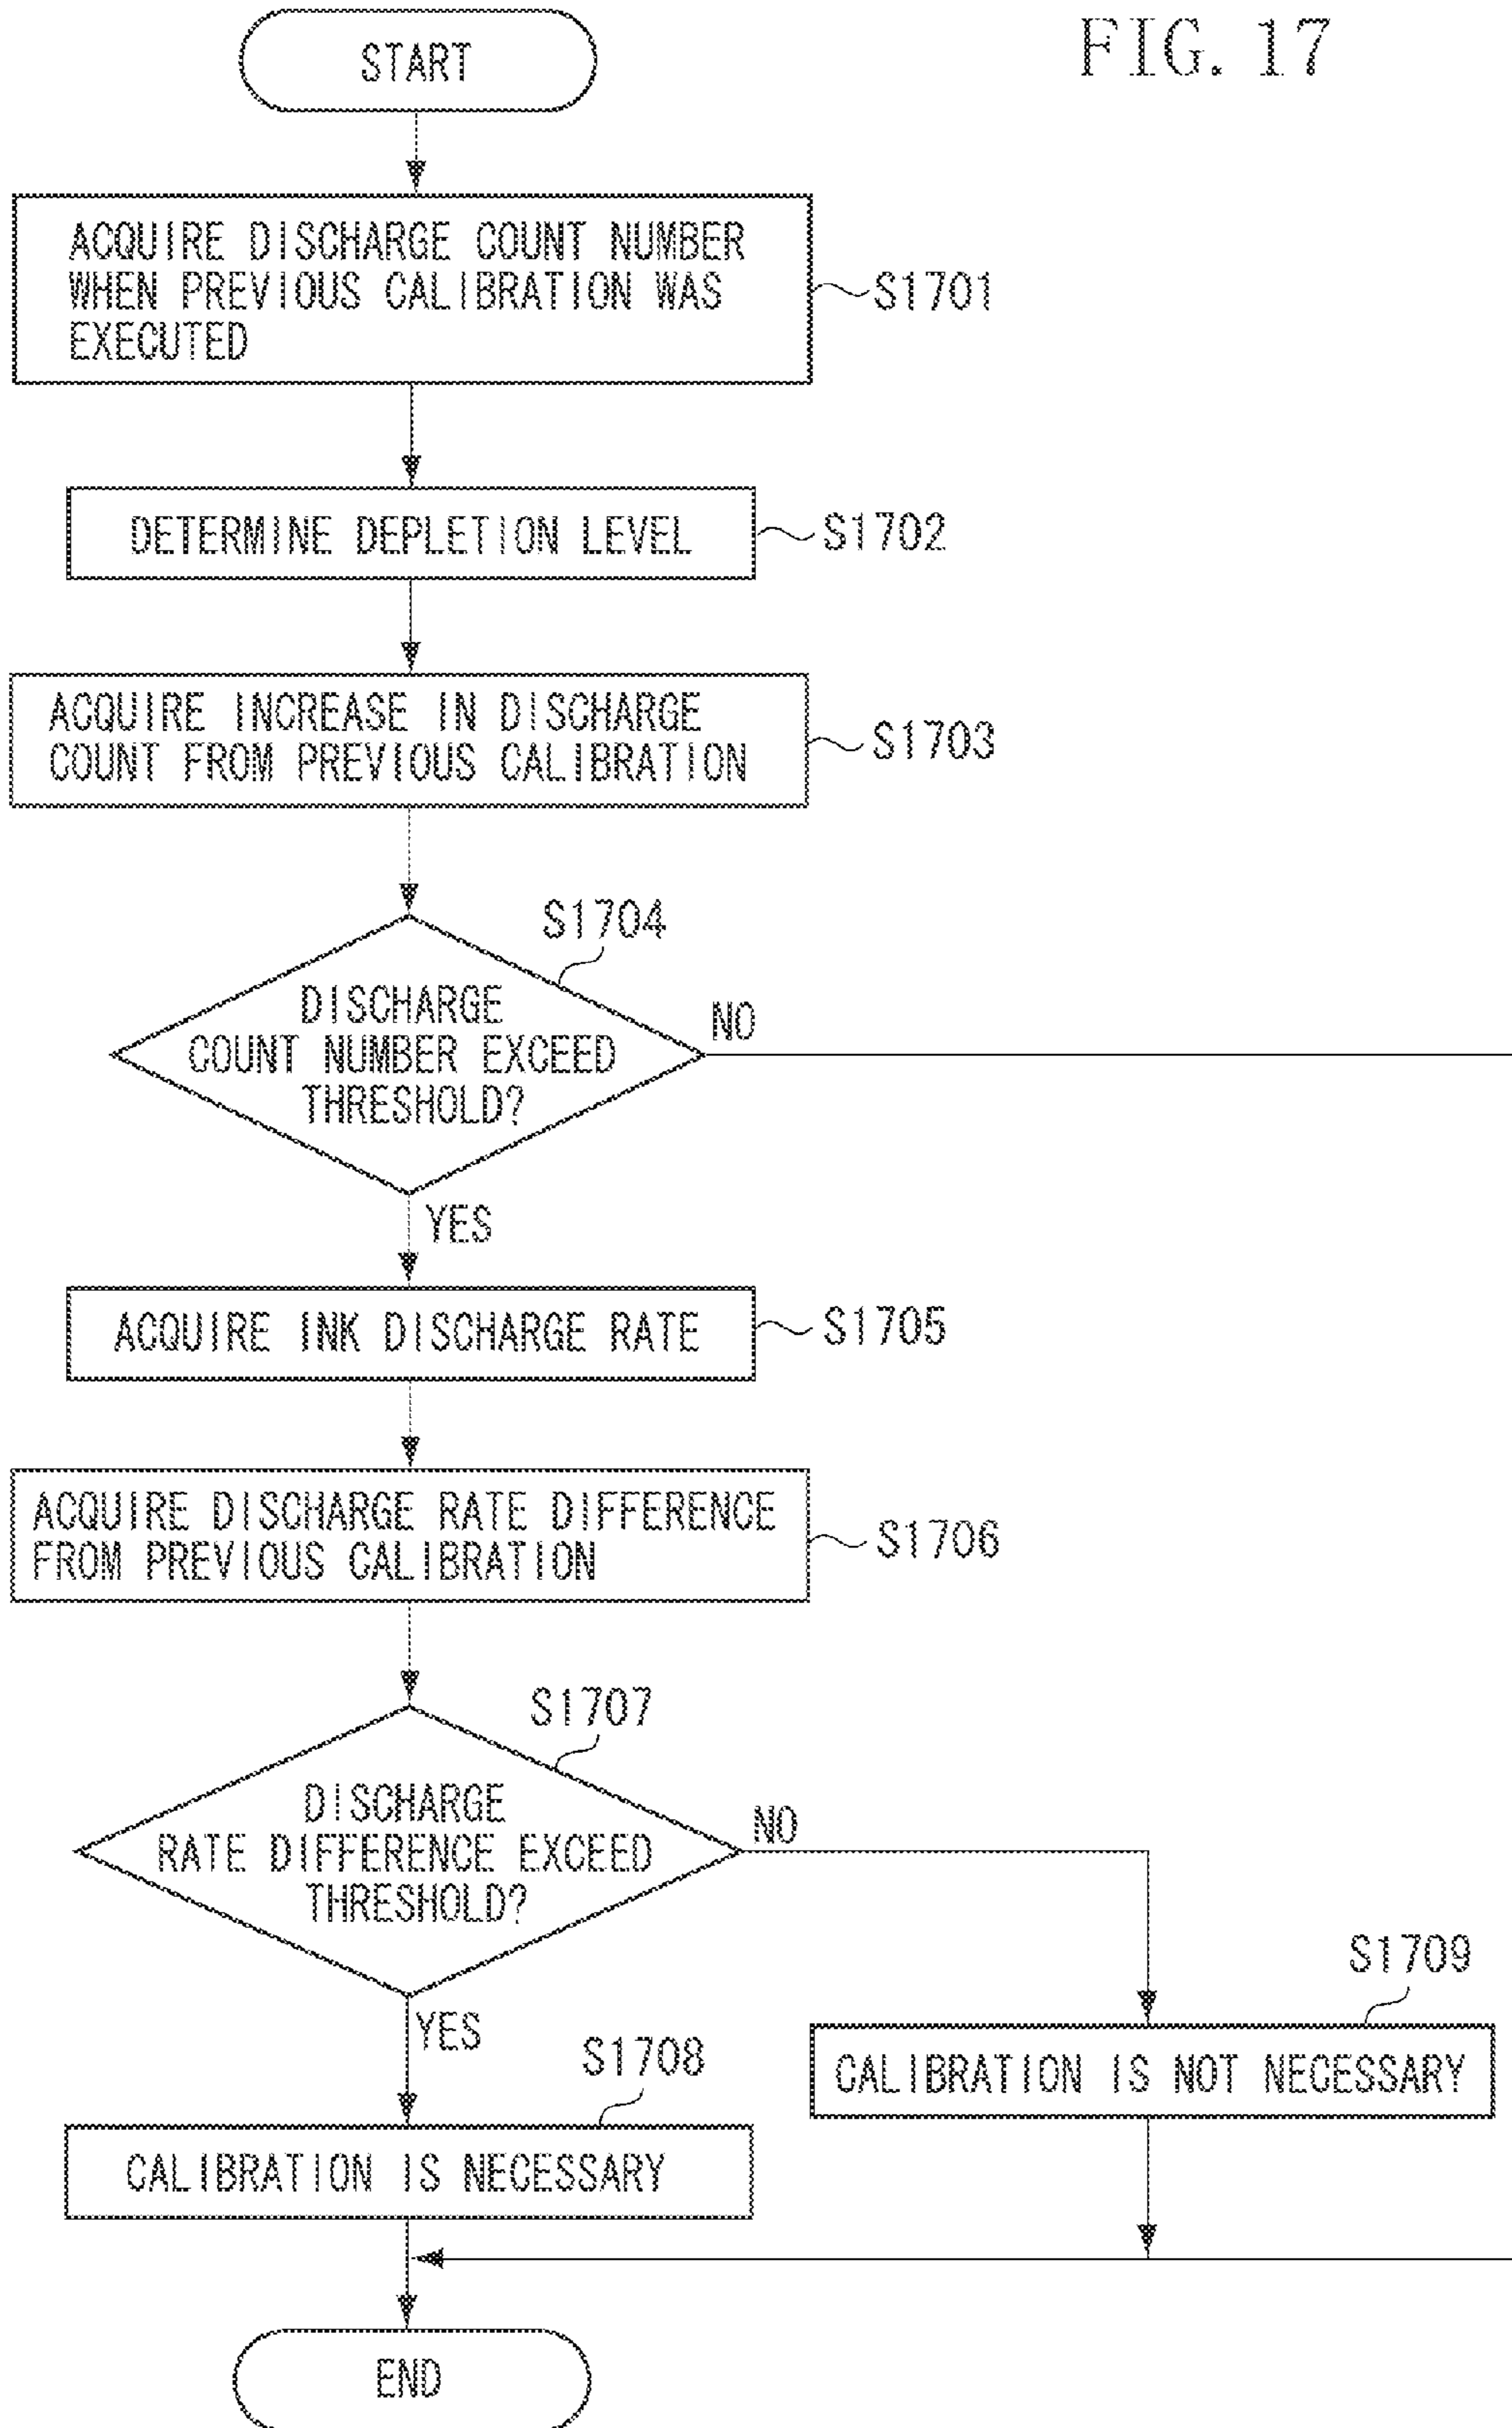 FIG. 17
START
ACQUIRE DISCHARGE COUNT NUMBER
WHEN PREVIOUS CALIBRATION WAS
EXECUTED
S1701
DETERMINE DEPLETION LEVEL
S1702
ACQUIRE INCREASE IN DISCHARGE
COUNT FROM PREVIOUS CALIBRATION
S1703
S1704
DISCHARGE
COUNT NUMBER EXCEED
THRESHOLD?
NO
YES
ACQUIRE INK DISCHARGE RATE
S1705
ACQUIRE DISCHARGE RATE DIFFERENCE
FROM PREVIOUS CALIBRATION
S1706
S1707
DISCHARGE
RATE DIFFERENCE EXCEED
THRESHOLD?
NO
YES
S1709
CALIBRATION IS NOT NECESSARY
S1708
CALIBRATION IS NECESSARY
END